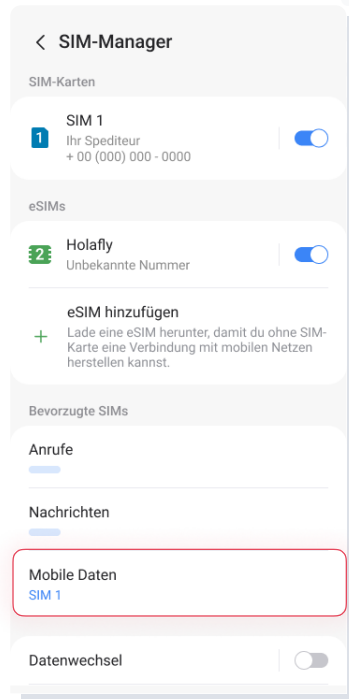 SIM-Manager
SIM-Karten
1
SIM 1
Ihr Spediteur
+ 00 (000) 000 - 0000
eSIMs
2
Holafly
Unbekannte Nummer
eSIM hinzufügen
Lade eine eSIM herunter, damit du ohne SIM-
Karte eine Verbindung mit mobilen Netzen
herstellen kannst.
Bevorzugte SIMs
Anrufe
Nachrichten
Mobile Daten
SIM 1
Datenwechsel